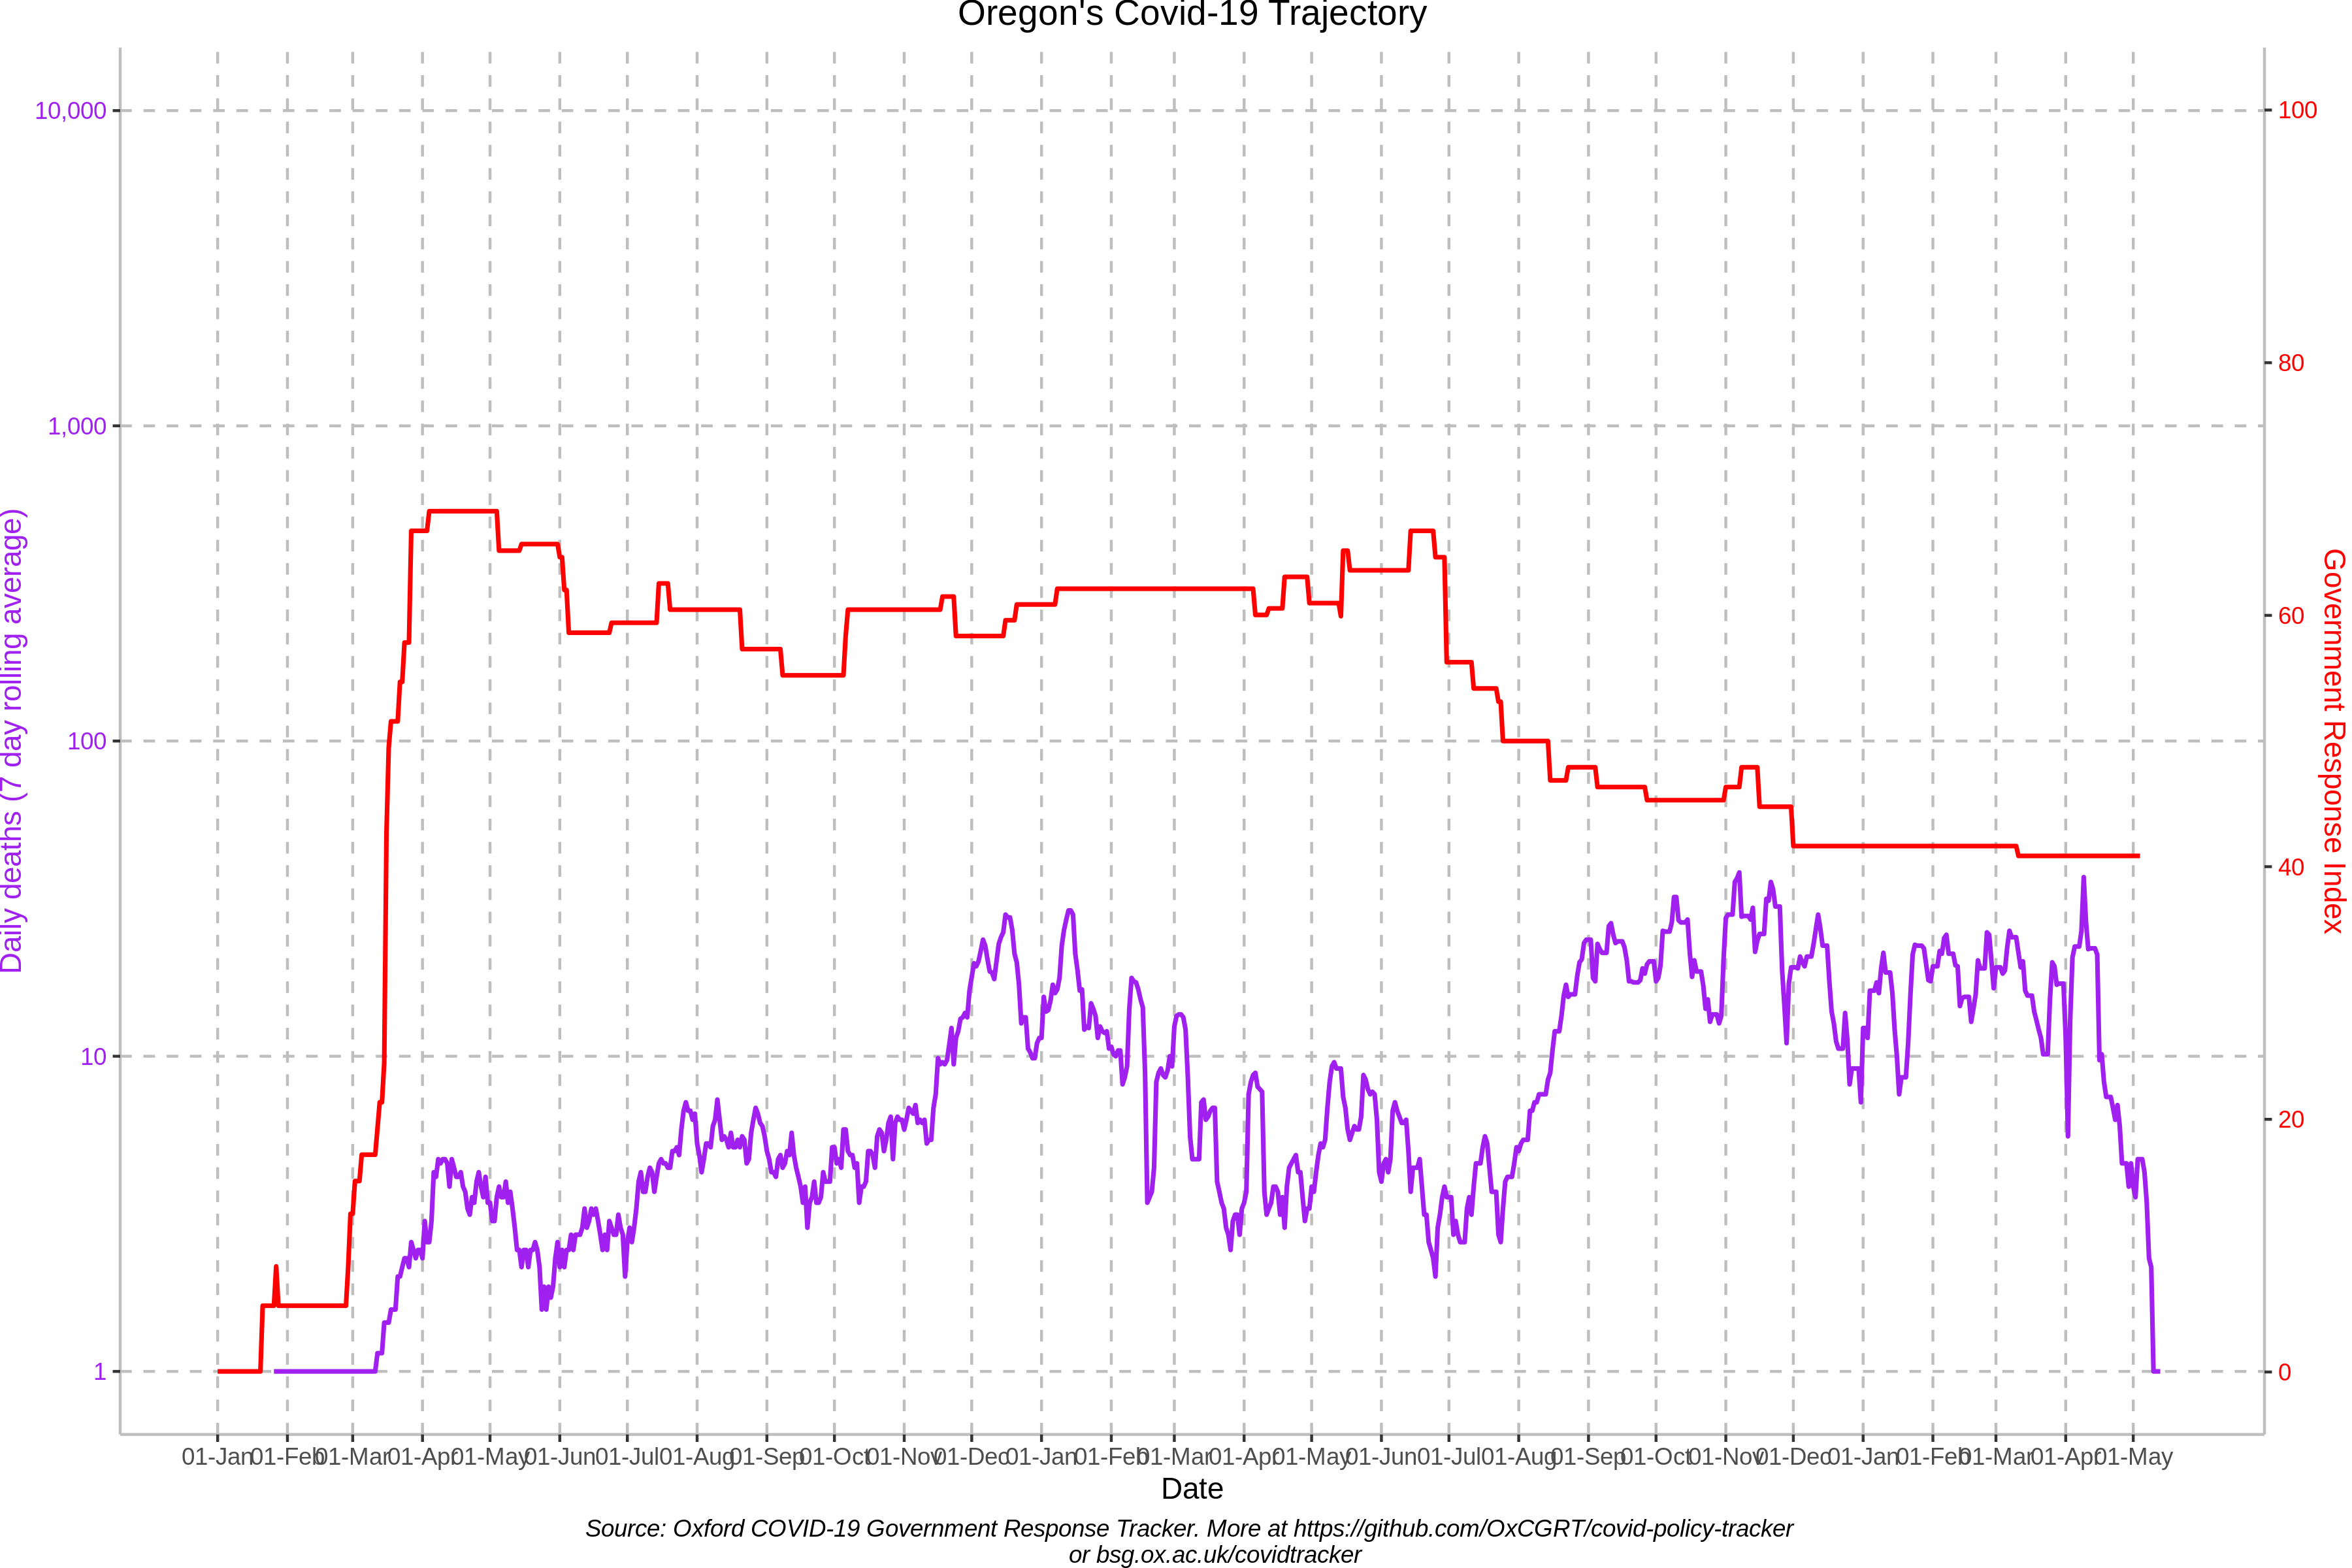 Oregon's Covid-19 Trajectory
10,000
1,000
100
10
1
Daily deaths (7 day rolling average)
100
80
60
40
20
0
Government Response Index
01-Jan 01-Feb 01-Mar 01-Apr 01-May 01-Jun 01-Jul 01-Aug 01-Sep 01-Oct 01-Nov 01-Dec 01-Jan 01-Feb 01-Mar 01-Apr 01-May 01-Jun 01-Jul 01-Aug 01-Sep 01-Oct 01-Nov 01-Dec 01-Jan 01-Feb 01-Mar 01-Apr 01-May
Date
Source: Oxford COVID-19 Government Response Tracker. More at https://github.com/OxCGRT/covid-policy-tracker
or bsg.ox.ac.uk/covidtracker